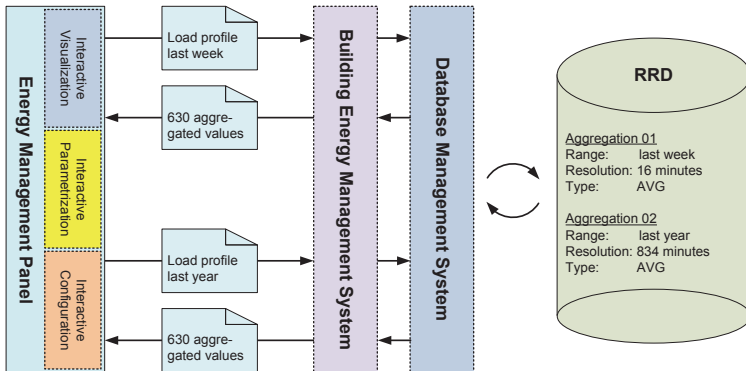 Energy Management Panel
Interactive
Visualization
Interactive
Parametrization
Interactive
Configuration
Load profile
last week
630 aggre-
gated values
Load profile
last year
630 aggre-
gated values
Building Energy Management System
Database Management System
RRD
Aggregation 01
Range: last week
Resolution: 16 minutes
Type: AVG
Aggregation 02
Range: last year
Resolution: 834 minutes
Type: AVG